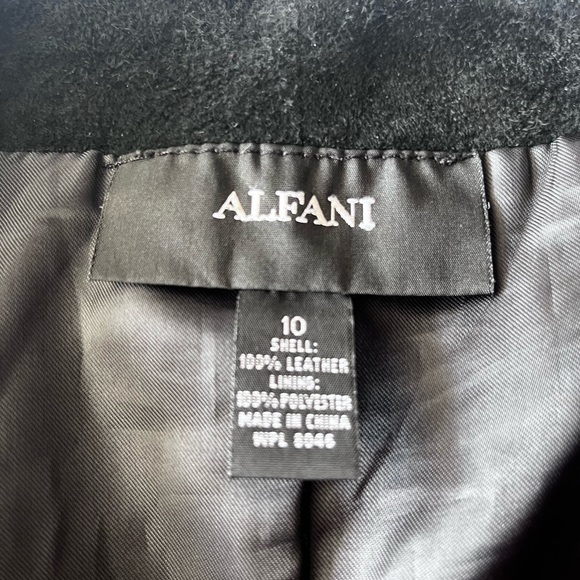 ALFANI
10
SHELL:
100% LEATHER
LINING:
100% POLYESTER
MADE IN CHINA
WPL 8046